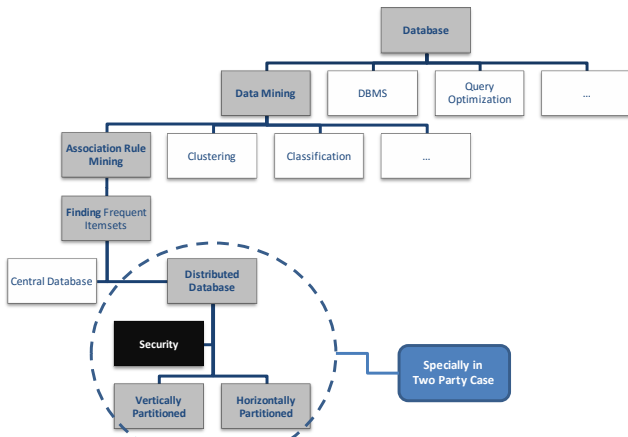 Database
Data Mining
DBMS
Query
Optimization
...
Association Rule
Mining
Clustering
Classification
...
Finding Frequent
Itemsets
Central Database
Distributed
Database
Security
Specially in
Two Party Case
Vertically
Partitioned
Horizontally
Partitioned